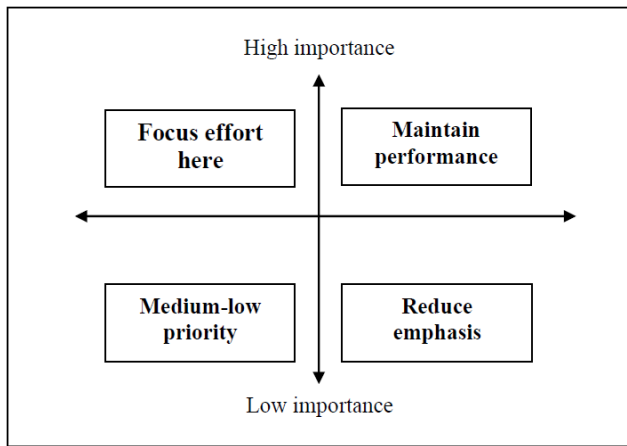 High importance
Focus effort
here
Maintain
performance
Medium-low
priority
Reduce
emphasis
Low importance